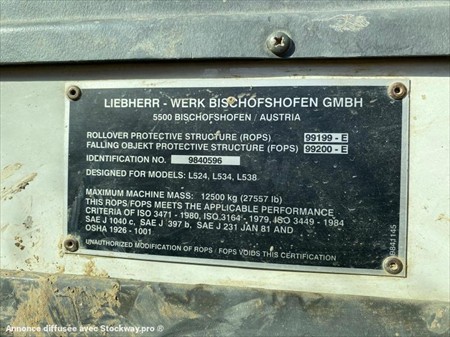 LIEBHERR - WERK BISCHOFSHOFEN GMBH
5500 BISCHOFSHOFEN / AUSTRIA
ROLLOVER PROTECTIVE STRUCTURE (ROPS) 99199 - E
FALLING OBJEKT PROTECTIVE STRUCTURE (FOPS) 99200 - E
IDENTIFICATION NO. 9840596
DESIGNED FOR MODELS: L524, L534, L538
MAXIMUM MACHINE MASS: 12500 kg (27557 lb)
THIS ROPS/FOPS MEETS THE APPLICABLE PERFORMANCE
CRITERIA OF ISO 3471 - 1980, ISO 3164 - 1979, ISO 3449 - 1984
SAE J 1040 c, SAE J 397 b, SAE J 231 JAN 81 AND
OSHA 1926 - 1001
UNAUTHORIZED MODIFICATION OF ROPS / FOPS VOIDS THIS CERTIFICATION
9841145
Annonce diffusée avec Stockway.pro ®